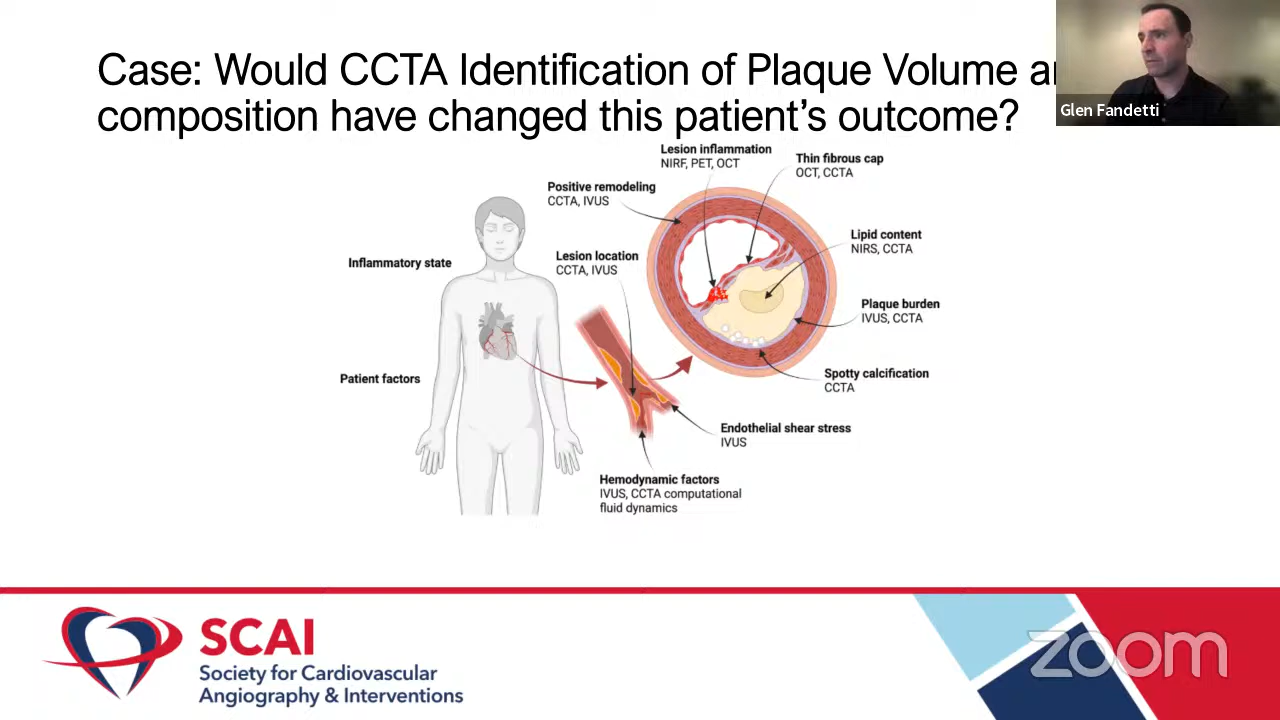 Case: Would CCTA Identification of Plaque Volume
composition have changed this patient's outcome?
Glen Fandetti
Lesion inflammation
NIRF, PET, OCT
Thin fibrous cap
OCT, CCTA
Positive remodeling
CCTA, IVUS
Lipid content
NIRS, CCTA
Lesion location
CCTA, IVUS
Inflammatory state
Plaque burden
IVUS, CCTA
Spotty calcification
CCTA
Patient factors
Endothelial shear stress
IVUS
Hemodynamic factors
IVUS, CCTA computational
fluid dynamics
SCAI
Society for Cardiovascular
Angiography & Interventions
zoom